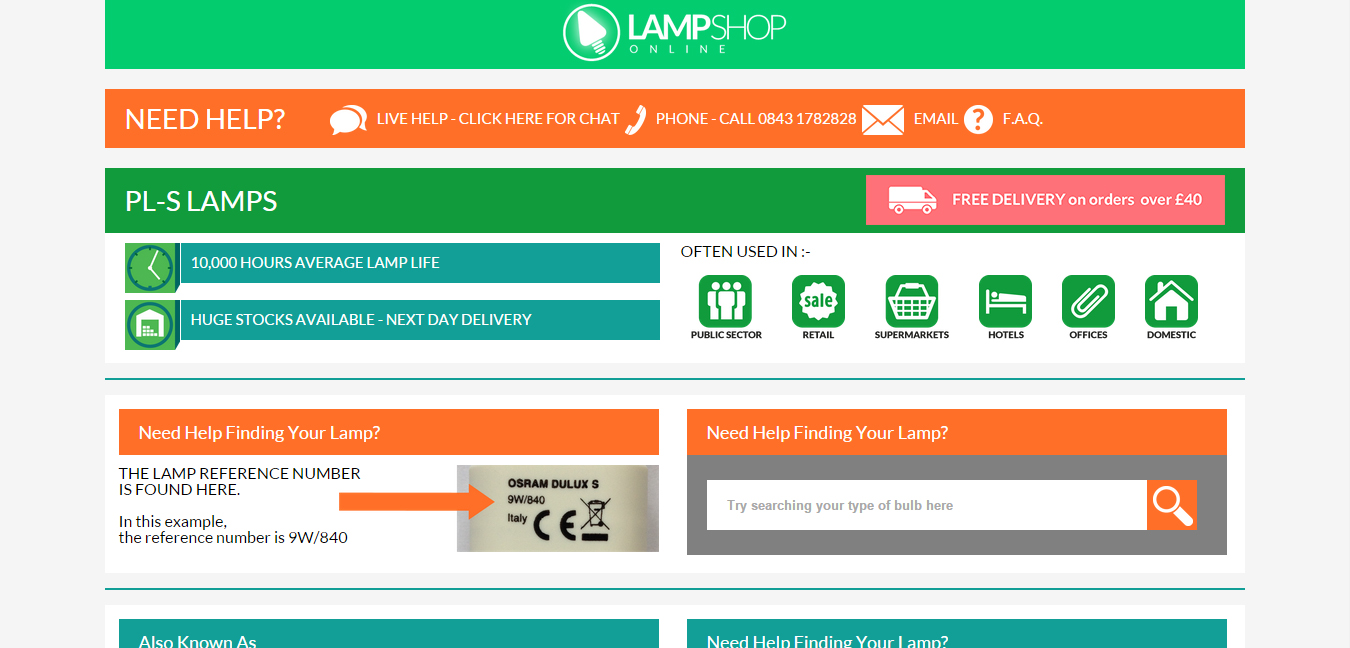 LAMPSHOP
ONLINE
NEED HELP?
LIVE HELP - CLICK HERE FOR CHAT
PHONE - CALL 0843 1782828
EMAIL
?
F.A.Q.
PL-S LAMPS
FREE DELIVERY on orders over £40
10,000 HOURS AVERAGE LAMP LIFE
HUGE STOCKS AVAILABLE - NEXT DAY DELIVERY
OFTEN USED IN :-
sale
PUBLIC SECTOR
RETAIL
SUPERMARKETS
HOTELS
OFFICES
DOMESTIC
Need Help Finding Your Lamp?
THE LAMP REFERENCE NUMBER
IS FOUND HERE.
In this example,
the reference number is 9W/840
OSRAM DULUX S
9W/840
Italy CE
Need Help Finding Your Lamp?
Try searching your type of bulb here
Also Known As
Need Help Finding Your Lamp?